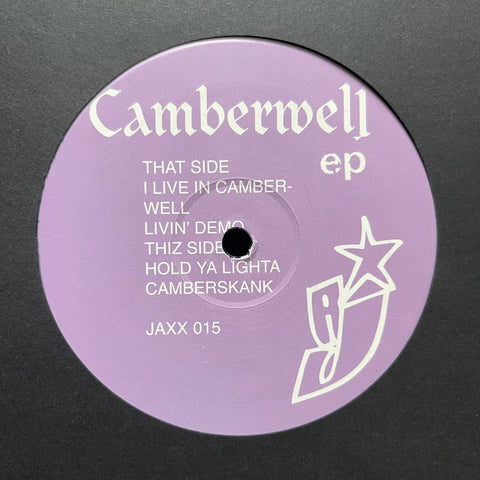 Camberwell
ep
THAT SIDE
I LIVE IN CAMBER-
WELL
LIVIN' DEMO
THIZ SIDE
HOLD YA LIGHTA
CAMBERSKANK
JAXX 015